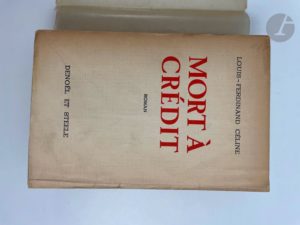 LOUIS-FERDINAND CÉLINE
MORT À
CRÉDIT
ROMAN
DENOËL ET STEELE